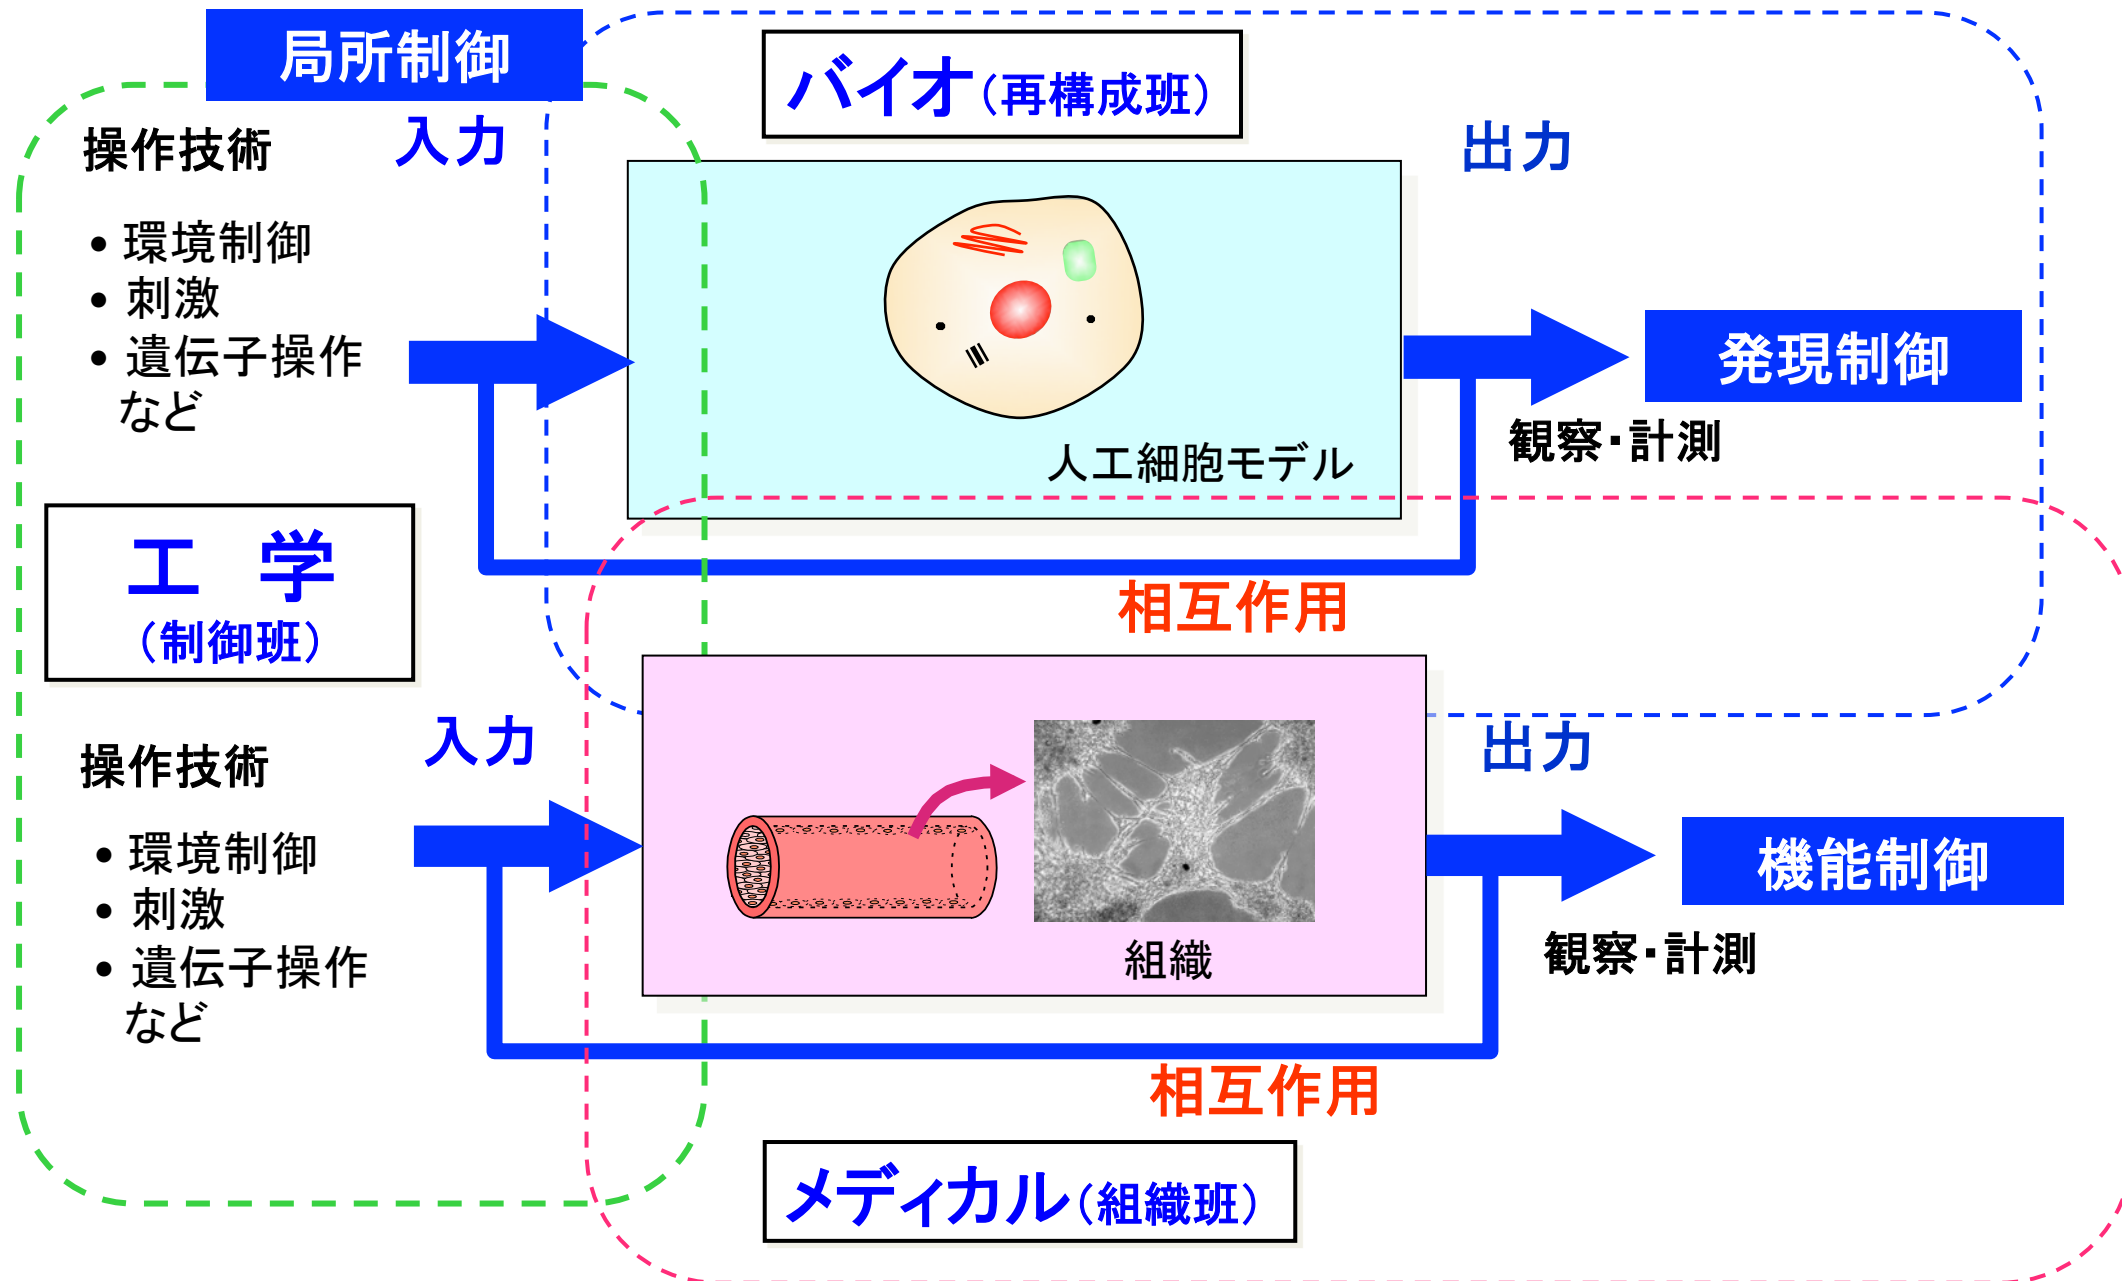 局所制御
バイオ(再構成班)
操作技術
入力
出力
• 環境制御
• 刺激
• 遺伝子操作
など
発現制御
観察・計測
人工細胞モデル
相互作用
工 学
(制御班)
操作技術
入力
出力
• 環境制御
• 刺激
• 遺伝子操作
など
機能制御
観察・計測
組織
相互作用
メディカル(組織班)